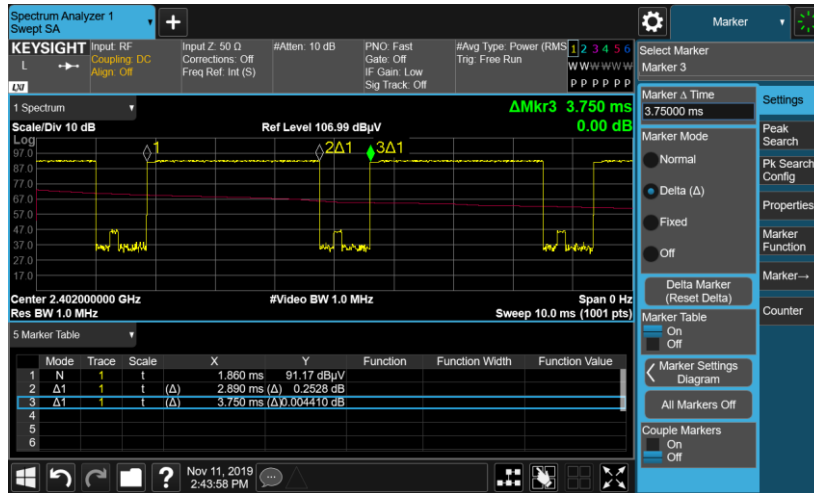 Spectrum Analyzer 1
Swept SA
+
Marker
KEYSIGHT
L
LXI
Input: RF
Coupling: DC
Align: Off
Input Z: 50 Ω
Corrections: Off
Freq Ref: Int (S)
#Atten: 10 dB
PNO: Fast
Gate: Off
IF Gain: Low
Sig Track: Off
#Avg Type: Power (RMS
Trig: Free Run
1 2 3 4 5 6
W W W W W W
P P P P P P
Select Marker
Marker 3
1 Spectrum
Scale/Div 10 dB
Ref Level 106.99 dBµV
ΔMkr3 3.750 ms
0.00 dB
Log
97.0
87.0
77.0
67.0
57.0
47.0
37.0
27.0
17.0
1
2Δ1
3Δ1
Center 2.402000000 GHz
#Video BW 1.0 MHz
Span 0 Hz
Res BW 1.0 MHz
Sweep 10.0 ms (1001 pts)
5 Marker Table
Mode Trace Scale X Y Function Function Width Function Value
1 N 1 t 1.860 ms 91.17 dBµV
2 Δ1 1 t (Δ) 2.890 ms (Δ) 0.2528 dB
3 Δ1 1 t (Δ) 3.750 ms (Δ)0.004410 dB
4
5
6
Marker Δ Time
3.75000 ms
Marker Mode
Normal
Delta (Δ)
Fixed
Off
Delta Marker
(Reset Delta)
Marker Table
On
Off
Marker Settings
Diagram
All Markers Off
Couple Markers
On
Off
Settings
Peak
Search
Pk Search
Config
Properties
Marker
Function
Marker→
Counter
?
Nov 11, 2019
2:43:58 PM